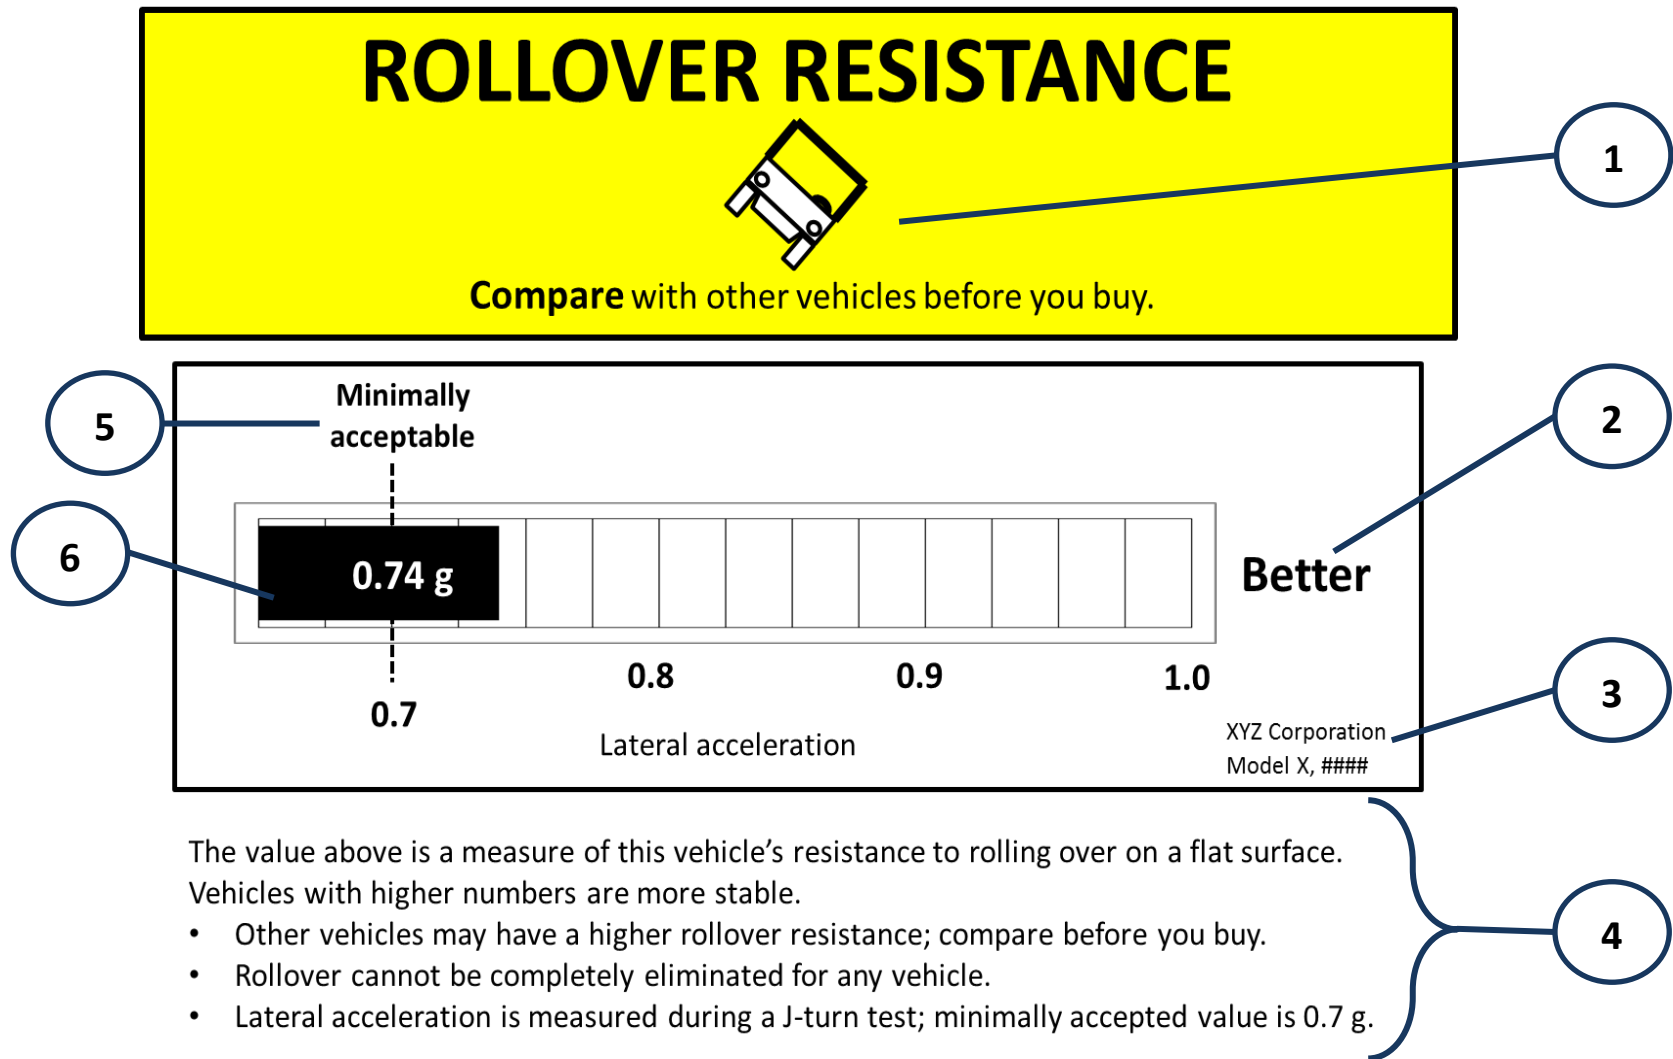 ROLLOVER RESISTANCE
1
Compare with other vehicles before you buy.
5
Minimally
acceptable
2
6
0.74 g
Better
0.7
0.8
0.9
1.0
3
Lateral acceleration
XYZ Corporation
Model X, ####
The value above is a measure of this vehicle's resistance to rolling over on a flat surface.
Vehicles with higher numbers are more stable.
• Other vehicles may have a higher rollover resistance; compare before you buy.
4
• Rollover cannot be completely eliminated for any vehicle.
• Lateral acceleration is measured during a J-turn test; minimally accepted value is 0.7 g.